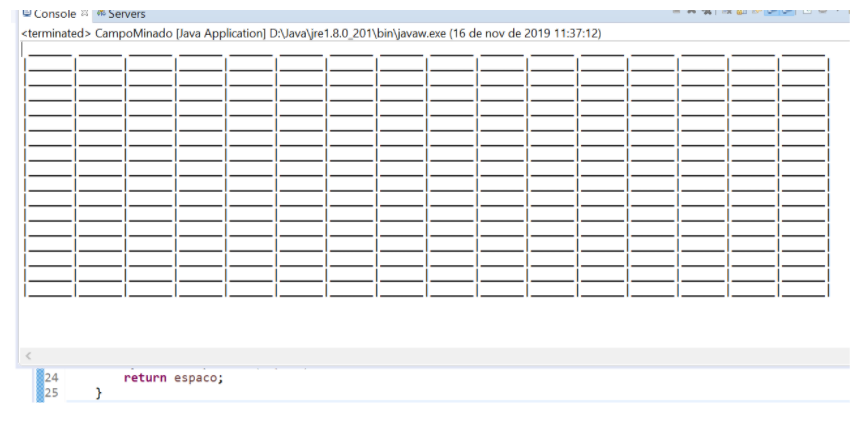 Console Servers
<terminated> CampoMinado [Java Application] D:\Java\jre1.8.0_201\bin\javaw.exe (16 de nov de 2019 11:37:12)
24 return espaco;
25 }